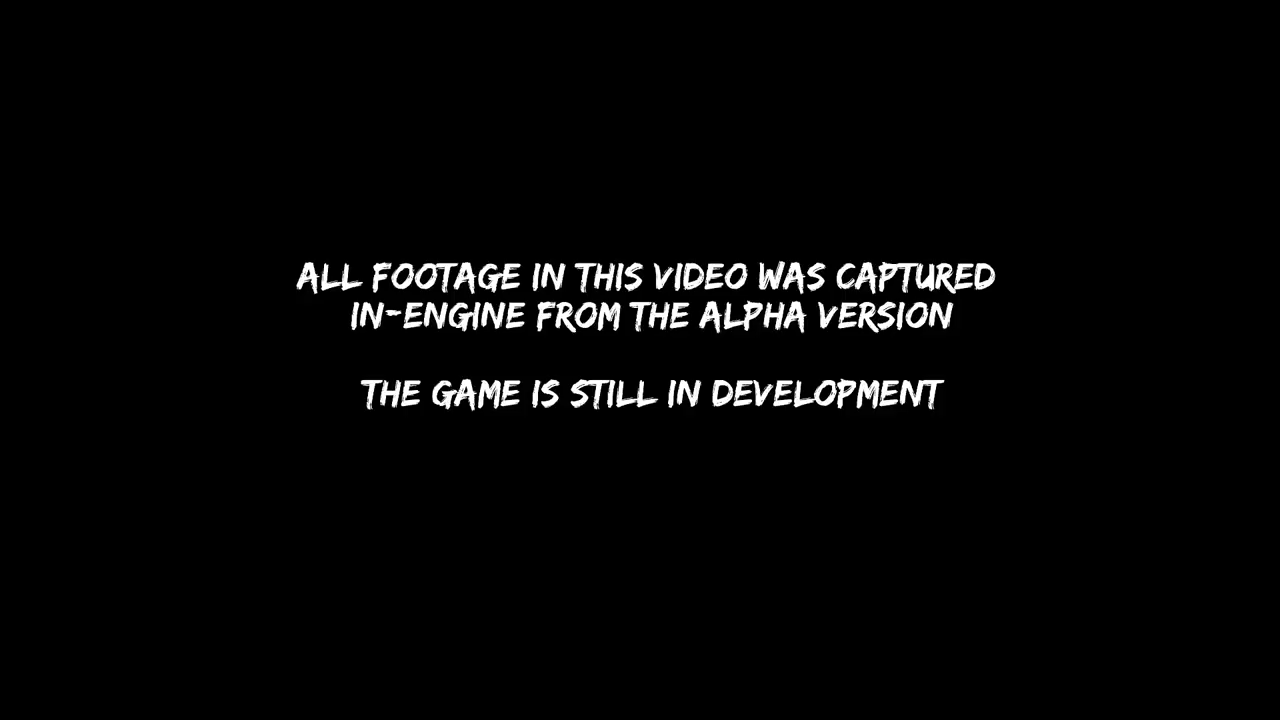 ALL FOOTAGE IN THIS VIDEO WAS CAPTURED
IN-ENGINE FROM THE ALPHA VERSION
THE GAME IS STILL IN DEVELOPMENT